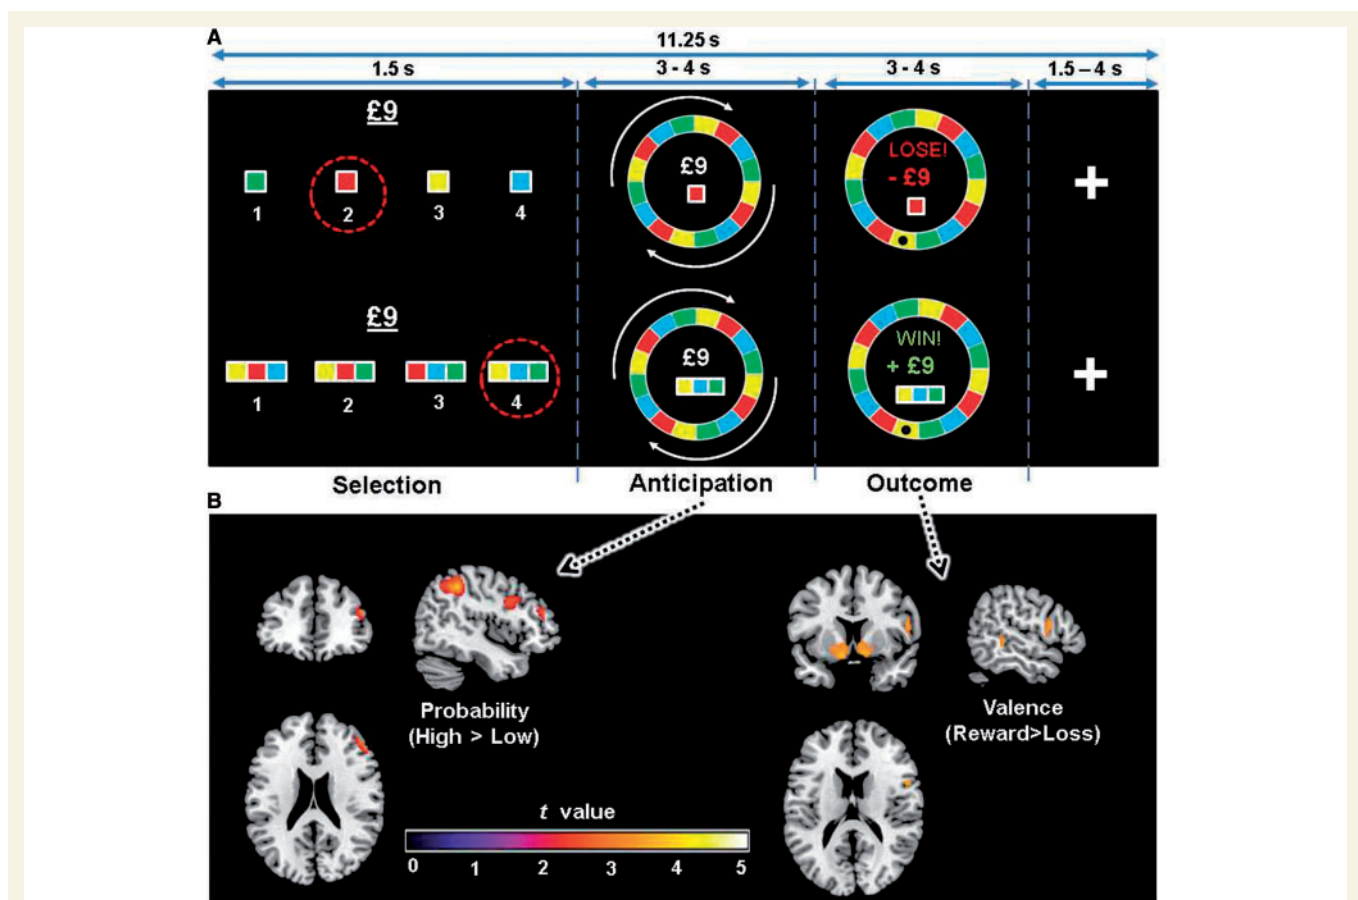 A
11.25 s
1.5 s
3 - 4 s
3 - 4 s
1.5 – 4 s
£9
1
2
3
4
£9
LOSE!
- £9
£9
1
2
3
4
£9
WIN!
+ £9
Selection
Anticipation
Outcome
B
Probability
(High > Low)
Valence
(Reward>Loss)
t value
0 1 2 3 4 5